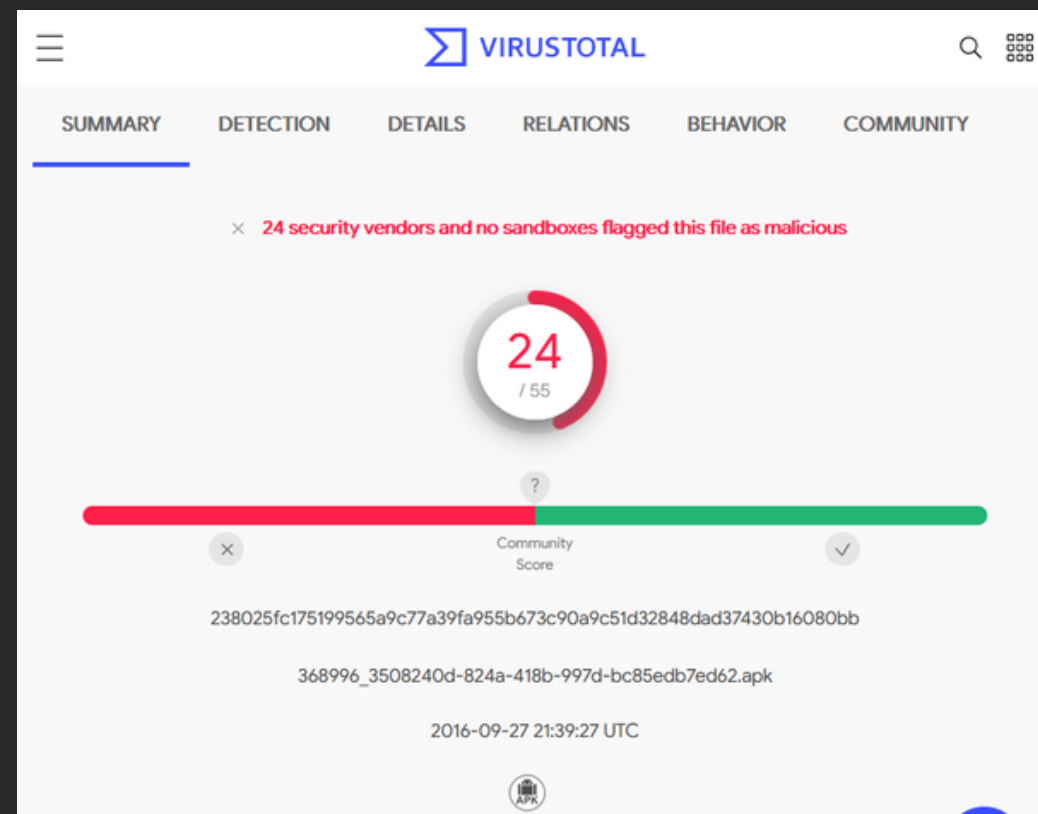 VIRUSTOTAL
SUMMARY DETECTION DETAILS RELATIONS BEHAVIOR COMMUNITY
× 24 security vendors and no sandboxes flagged this file as malicious
24
/ 55
?
Community
Score
238025fc175199565a9c77a39fa955b673c90a9c51d32848dad37430b16080bb
368996_3508240d-824a-418b-997d-bc85edb7ed62.apk
2016-09-27 21:39:27 UTC
APK